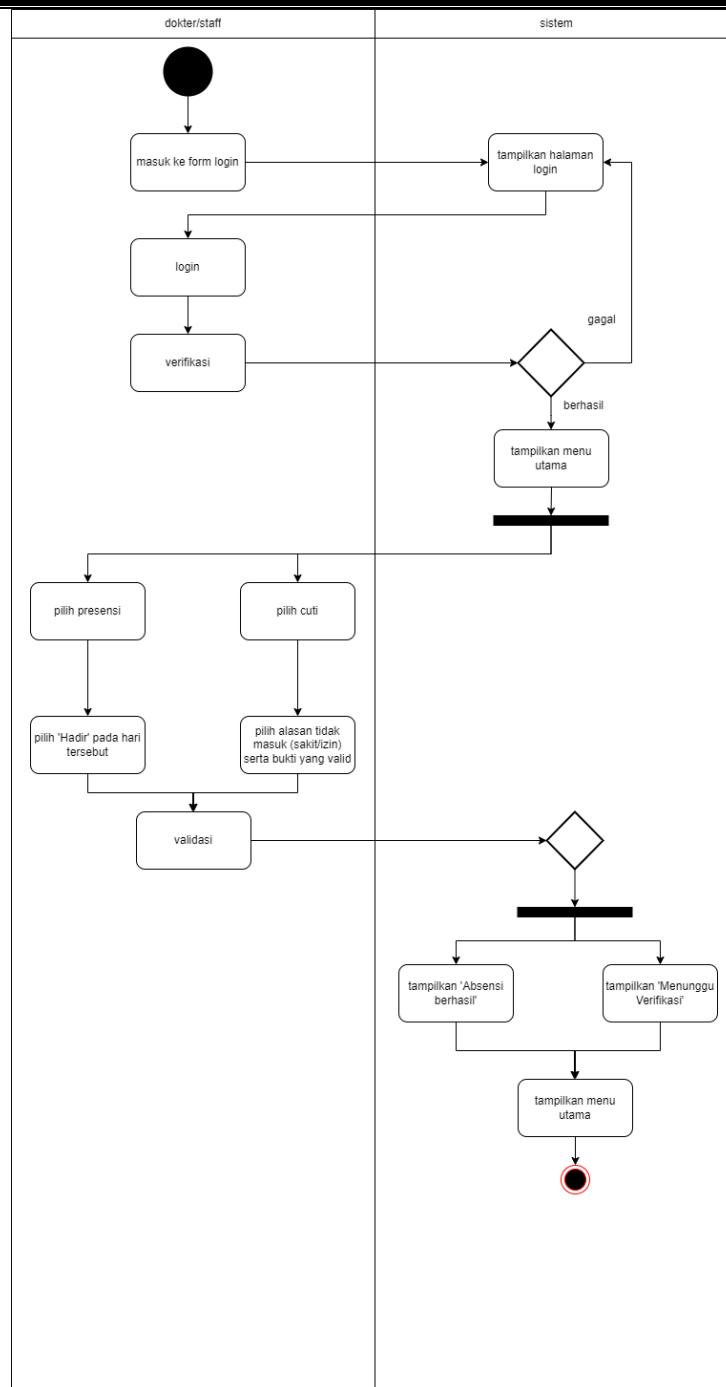 dokter/staff
sistem
masuk ke form login
tampilkan halaman
login
login
verifikasi
gagal
berhasil
tampilkan menu
utama
pilih presensi
pilih cuti
pilih 'Hadir' pada hari
tersebut
pilih alasan tidak
masuk (sakit/izin)
serta bukti yang valid
validasi
tampilkan 'Absensi
berhasil'
tampilkan 'Menunggu
Verifikasi'
tampilkan menu
utama